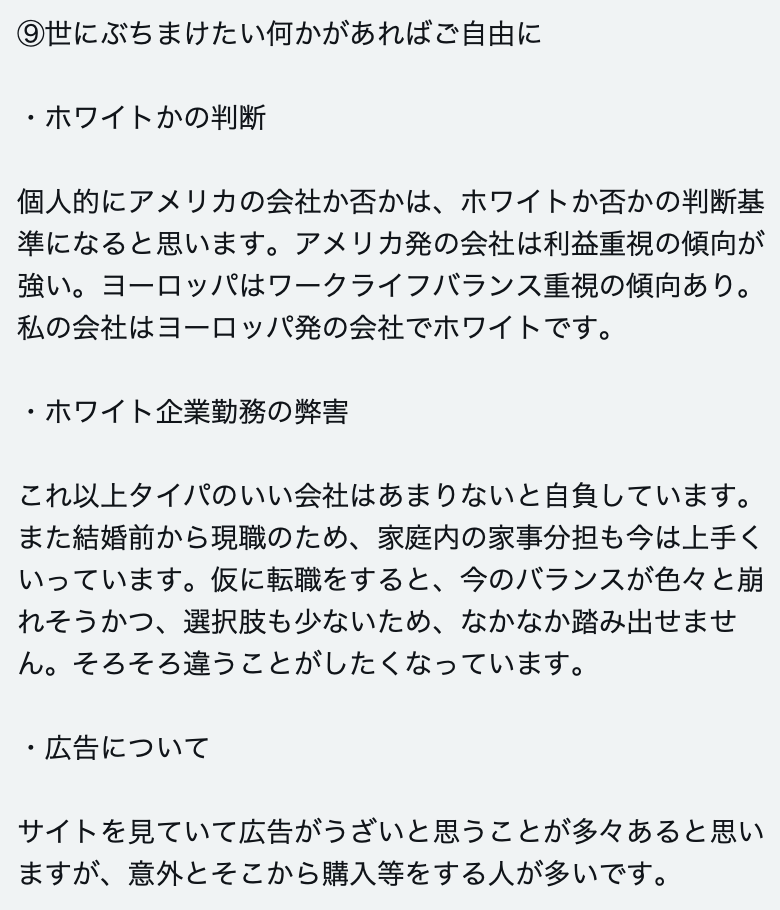 ⑨世にぶちまけたい何かがあればご自由に
・ホワイトかの判断
個人的にアメリカの会社か否かは、ホワイトか否かの判断基
準になると思います。アメリカ発の会社は利益重視の傾向が
強い。ヨーロッパはワークライフバランス重視の傾向あり。
私の会社はヨーロッパ発の会社でホワイトです。
・ホワイト企業勤務の弊害
これ以上タイパのいい会社はあまりないと自負しています。
また結婚前から現職のため、家庭内の家事分担も今は上手く
いっています。仮に転職をすると、今のバランスが色々と崩
れそうかつ、選択肢も少ないため、なかなか踏み出せませ
ん。そろそろ違うことがしたくなっています。
・広告について
サイトを見ていて広告がうざいと思うことが多々あると思い
ますが、意外とそこから購入等をする人が多いです。